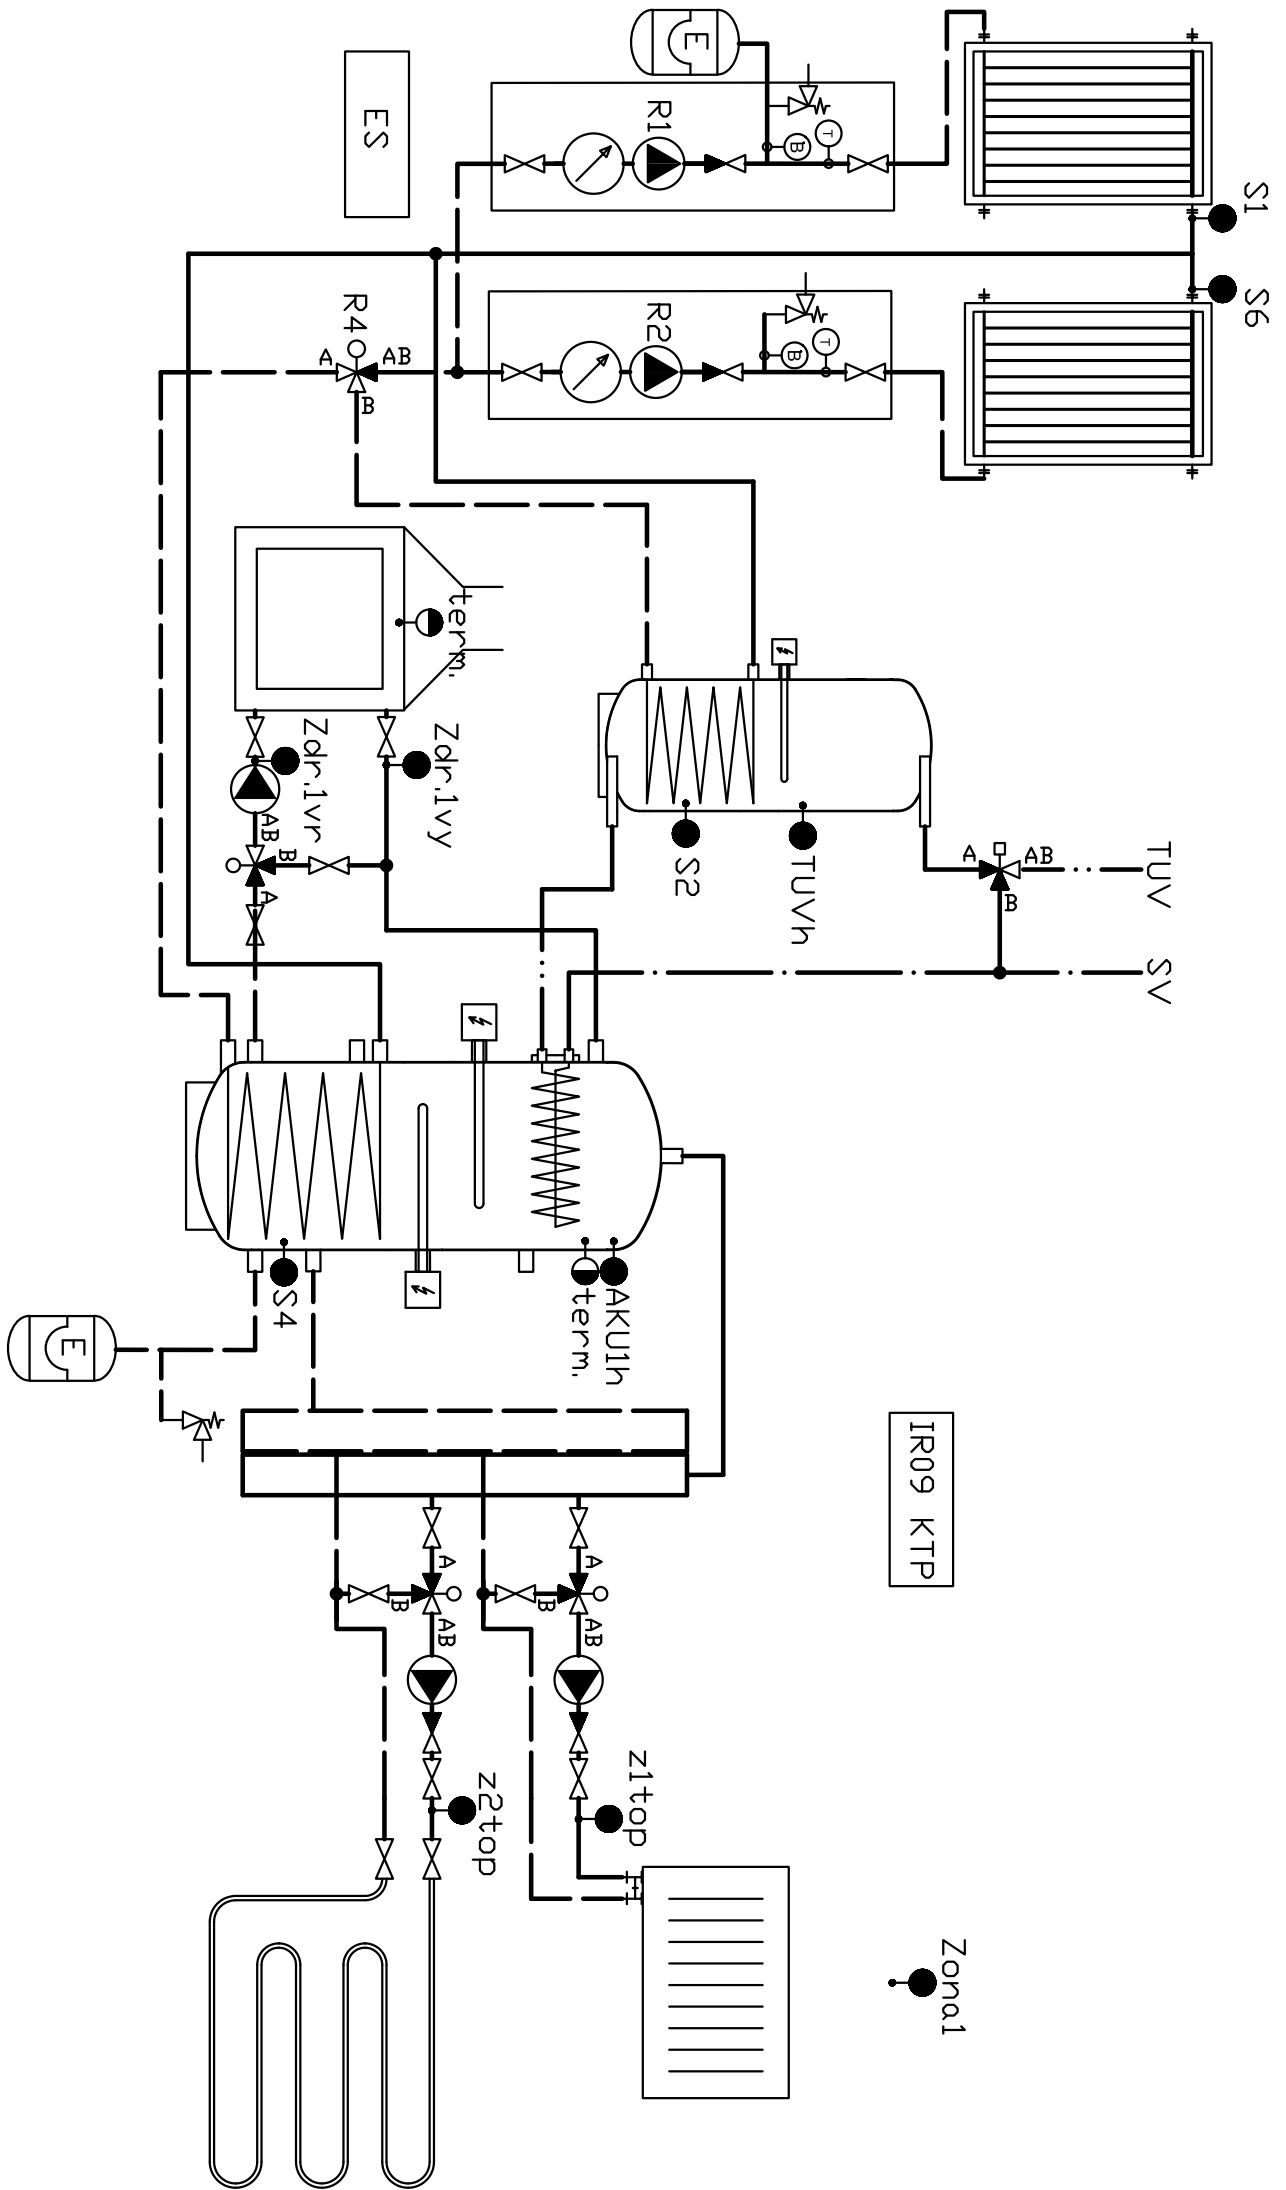 S1
S6
TUV
SV
AB
B
A
Zona1
IR09 KTP
T
T
B
B
TUVh
E
S2
R1
R2
z1top
AKU1h
term.
A
AB
B
z2top
term.
Zdr.1vy
A
AB
B
AB
ES
B
R4
A
Zdr.1vr
B
S4
AB
A
E